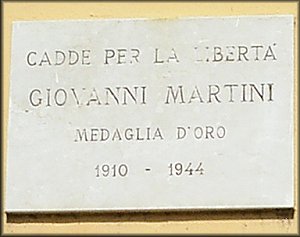 CADDE PER LA LIBERTÀ
GIOVANNI MARTINI
MEDAGLIA D'ORO
1910 - 1944